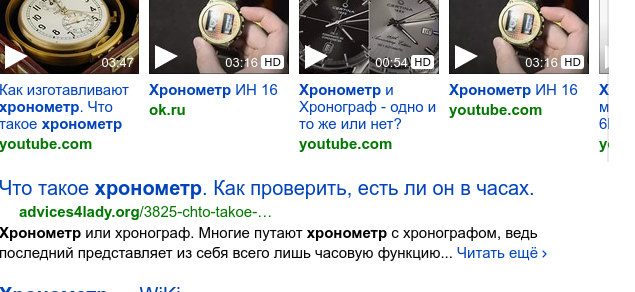 03:47
03:16 HD
00:54 HD
03:16 HD
Как изготавливают
хронометр. Что
такое хронометр
youtube.com
Хронометр ИН 16
ok.ru
Хронометр и
Хронограф - одно и
то же или нет?
youtube.com
Хронометр ИН 16
youtube.com
Что такое хронометр. Как проверить, есть ли он в часах.
advices4lady.org/3825-chto-takoe-…
Хронометр или хронограф. Многие путают хронометр с хронографом, ведь
последний представляет из себя всего лишь часовую функцию... Читать ещё ›